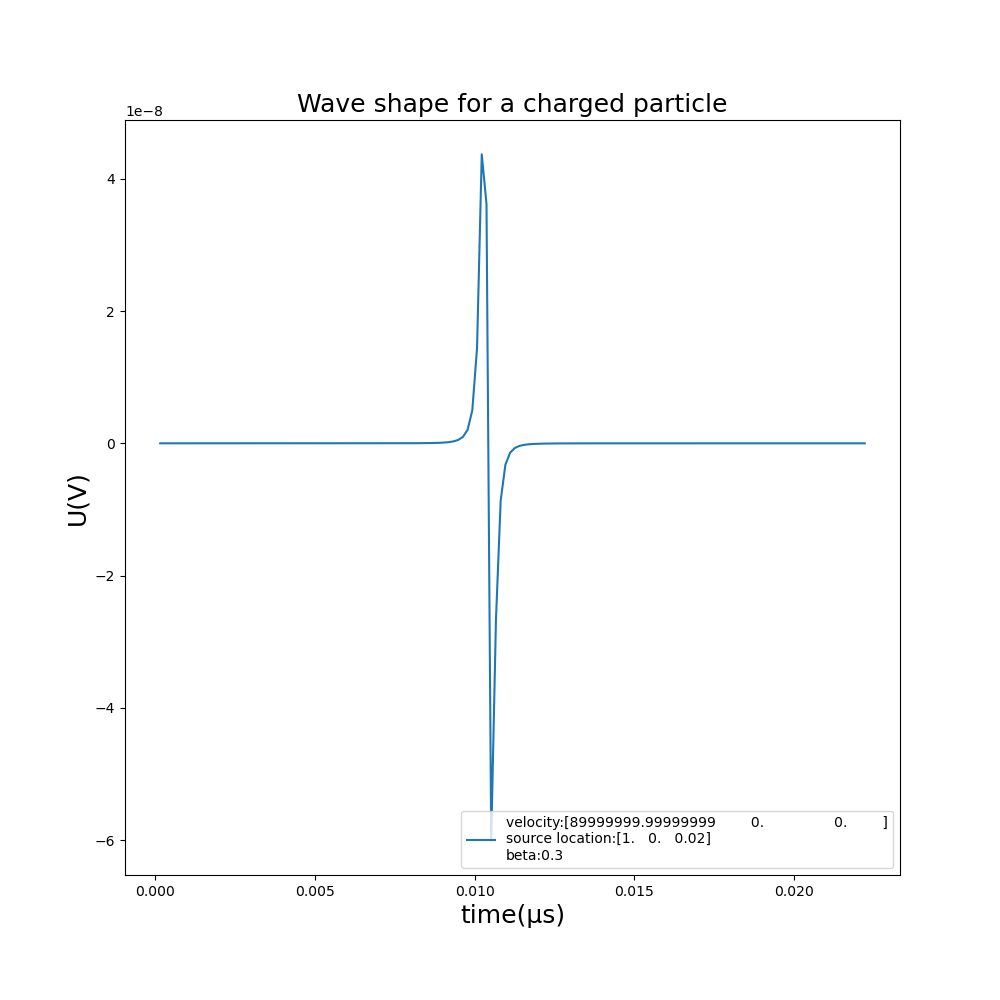 Wave shape for a charged particle
1e−8
4
2
0
−2
−4
−6
U(V)
velocity:[89999999.99999999 0. 0. ]
source location:[1. 0. 0.02]
beta:0.3
0.000 0.005 0.010 0.015 0.020
time(μs)